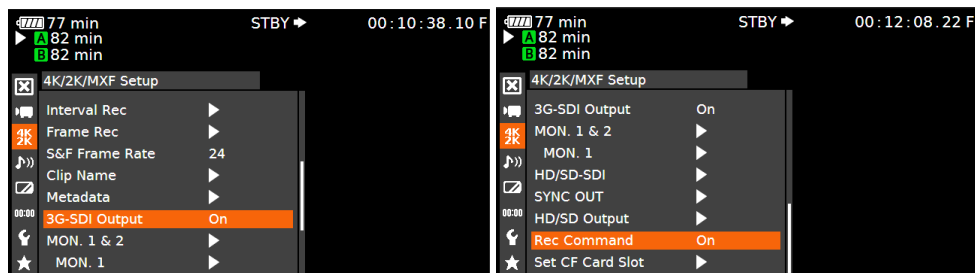 77 min STBY 00:10:38.10 F
A 82 min
B 82 min
4K/2K/MXF Setup
Interval Rec
4K 2K Frame Rec
S&F Frame Rate 24
Clip Name
Metadata
00:00 3G-SDI Output On
MON. 1 & 2
MON. 1
77 min STBY 00:12:08.22 F
A 82 min
B 82 min
4K/2K/MXF Setup
3G-SDI Output On
4K 2K MON. 1 & 2
MON. 1
HD/SD-SDI
SYNC OUT
00:00 HD/SD Output
Rec Command On
Set CF Card Slot